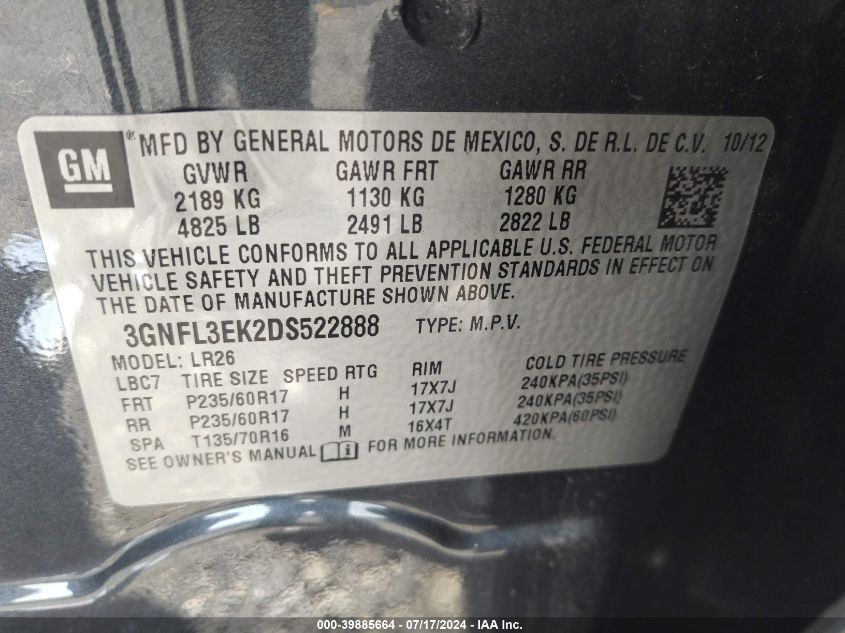 GM ® MFD BY GENERAL MOTORS DE MEXICO, S. DE R.L. DE C.V. 10/12
GVWR GAWR FRT GAWR RR
2189 KG 1130 KG 1280 KG
4825 LB 2491 LB 2822 LB
THIS VEHICLE CONFORMS TO ALL APPLICABLE U.S. FEDERAL MOTOR
VEHICLE SAFETY AND THEFT PREVENTION STANDARDS IN EFFECT ON
THE DATE OF MANUFACTURE SHOWN ABOVE.
3GNFL3EK2DS522888 TYPE: M.P.V.
MODEL: LR26
LBC7 TIRE SIZE SPEED RTG RIM COLD TIRE PRESSURE
FRT P235/60R17 H 17X7J 240KPA(35PSI)
RR P235/60R17 H 17X7J 240KPA(35PSI)
SPA T135/70R16 M 16X4T 420KPA(60PSI)
SEE OWNER'S MANUAL FOR MORE INFORMATION.
000-39885664 / 07/17/2024 - IAA Inc.